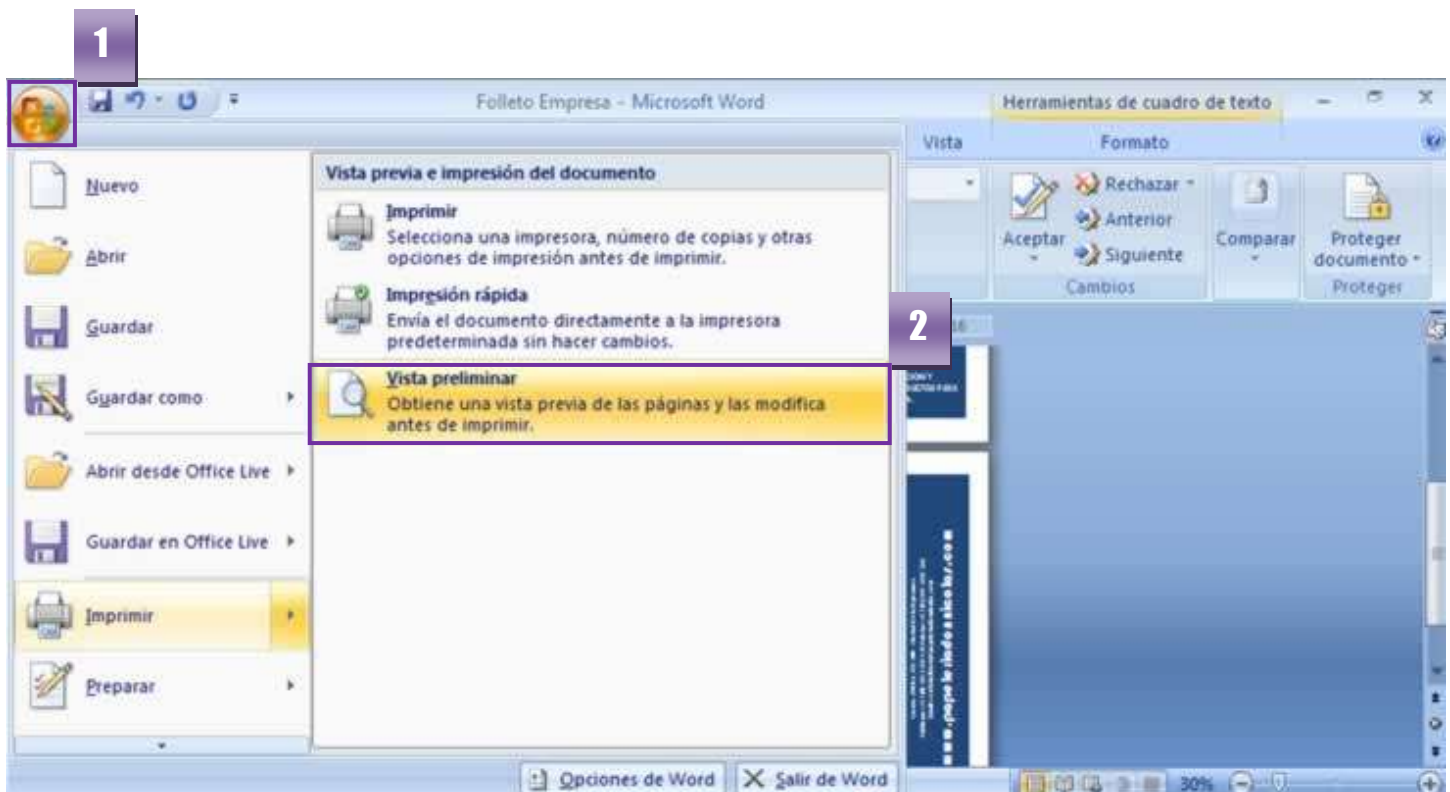 1
Folleto Empresa - Microsoft Word
Herramientas de cuadro de texto
Vista
Formato
Nuevo
Abrir
Guardar
Guardar como
Abrir desde Office Live
Guardar en Office Live
Imprimir
Preparar
Vista previa e impresión del documento
Imprimir
Selecciona una impresora, número de copias y otras
opciones de impresión antes de imprimir.
Impresión rápida
Envía el documento directamente a la impresora
predeterminada sin hacer cambios.
2
Vista preliminar
Obtiene una vista previa de las páginas y las modifica
antes de imprimir.
Opciones de Word
Salir de Word
Aceptar
Rechazar
Anterior
Siguiente
Cambios
Comparar
Proteger
documento
Proteger
16
30%